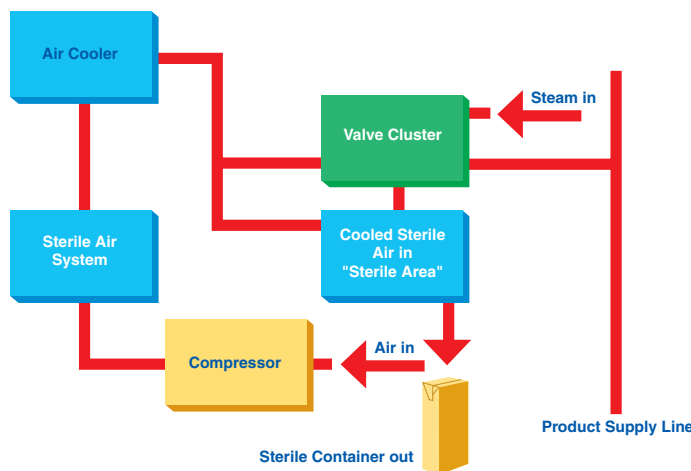 Air Cooler
Steam in
Valve Cluster
Sterile Air
System
Cooled Sterile
Air in
"Sterile Area"
Air in
Compressor
Product Supply Line
Sterile Container out